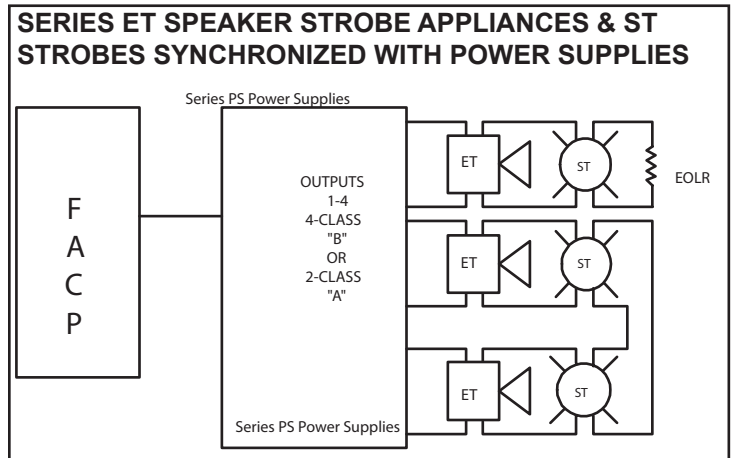 SERIES ET SPEAKER STROBE APPLIANCES & ST
STROBES SYNCHRONIZED WITH POWER SUPPLIES
Series PS Power Supplies
F
A
C
P
OUTPUTS
1-4
4-CLASS
"B"
OR
2-CLASS
"A"
Series PS Power Supplies
ET
ST
EOLR
ET
ST
ET
ST